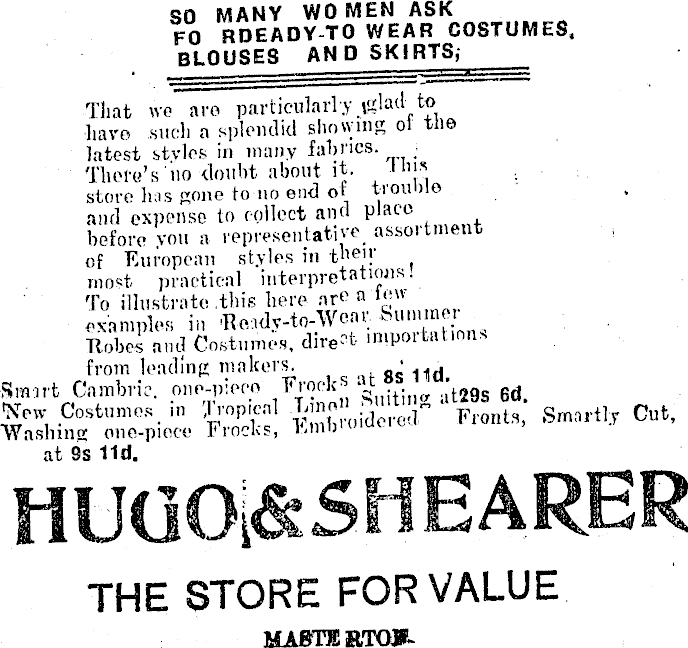 SO MANY WOMEN ASK
FO RDEADY-TO WEAR COSTUMES,
BLOUSES AND SKIRTS;
That we are particularly glad to
have such a splendid showing of the
latest styles in many fabrics.
There's no doubt about it. This
store has gone to no end of trouble
and expense to collect and place
before you a representative assortment
of European styles in their
most practical interpretations!
To illustrate this here are a few
examples in Ready-to-Wear Summer
Robes and Costumes, direct importations
from leading makers.
Smart Cambric, one-piece Frocks at 8s 11d.
New Costumes in Tropical Linen Suiting at 29s 6d.
Washing one-piece Frocks, Embroidered Fronts, Smartly Cut,
at 9s 11d.
HUGO & SHEARER
THE STORE FOR VALUE
MASTERTON.